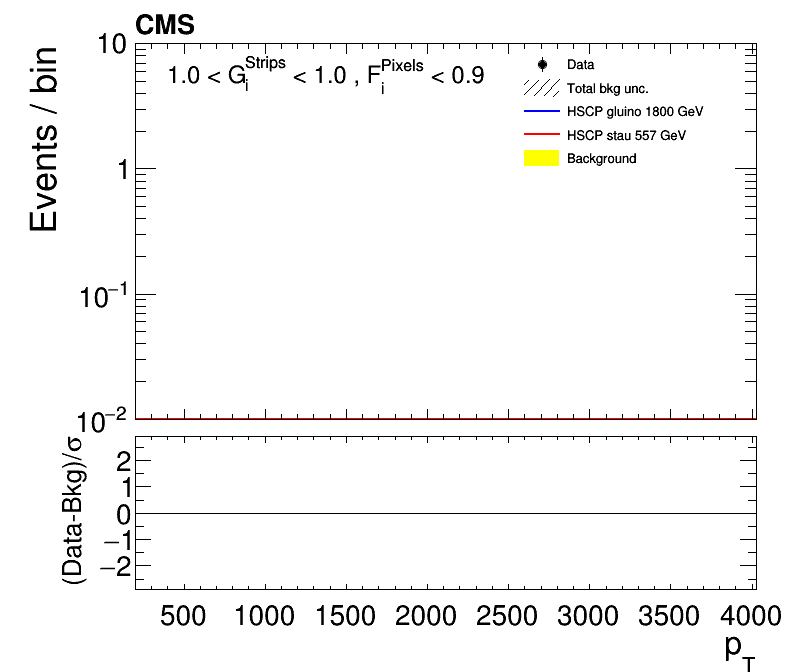 CMS
10
1
10⁻¹
10⁻²
Events / bin
1.0 < G_i^Strips < 1.0 , F_i^Pixels < 0.9
Data
Total bkg unc.
HSCP gluino 1800 GeV
HSCP stau 557 GeV
Background
(Data-Bkg)/σ
2
1
0
−1
−2
500 1000 1500 2000 2500 3000 3500 4000
p_T